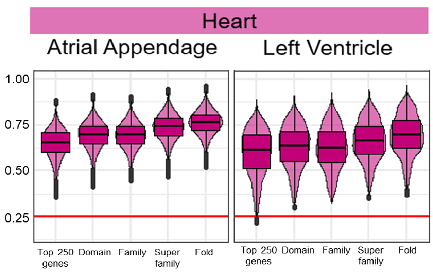 Heart
Atrial Appendage Left Ventricle
1.00
0.75
0.50
0.25
Top 250 Domain Family Super Fold Top 250 Domain Family Super Fold
genes family genes family